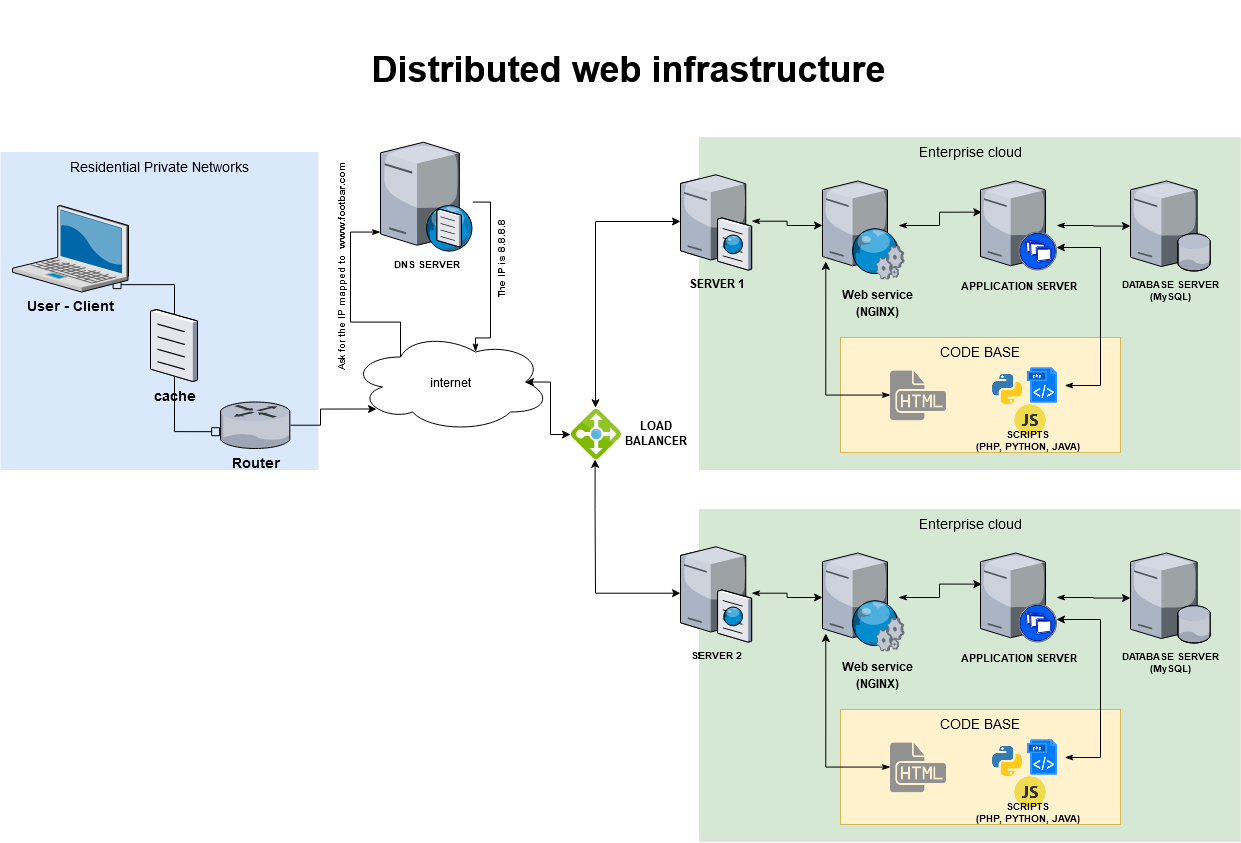 Distributed web infrastructure
Residential Private Networks
User - Client
cache
Router
Ask for the IP mapped to www.footbar.com
DNS SERVER
The IP is 8.8.8.8
internet
LOAD
BALANCER
Enterprise cloud
SERVER 1
Web service
(NGINX)
APPLICATION SERVER
DATABASE SERVER
(MySQL)
CODE BASE
HTML
php
</>
JS
SCRIPTS
(PHP, PYTHON, JAVA)
Enterprise cloud
SERVER 2
Web service
(NGINX)
APPLICATION SERVER
DATABASE SERVER
(MySQL)
CODE BASE
HTML
php
</>
JS
SCRIPTS
(PHP, PYTHON, JAVA)